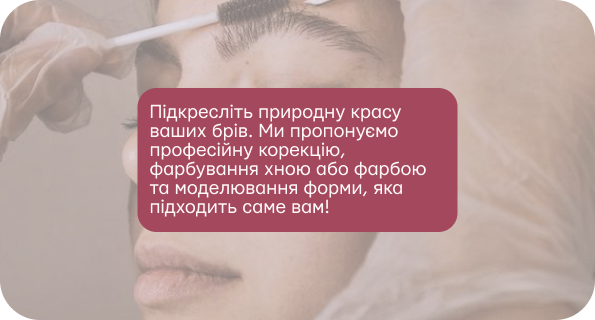 Підкресліть природну красу
ваших брів. Ми пропонуємо
професійну корекцію,
фарбування хною або фарбою
та моделювання форми, яка
підходить саме вам!